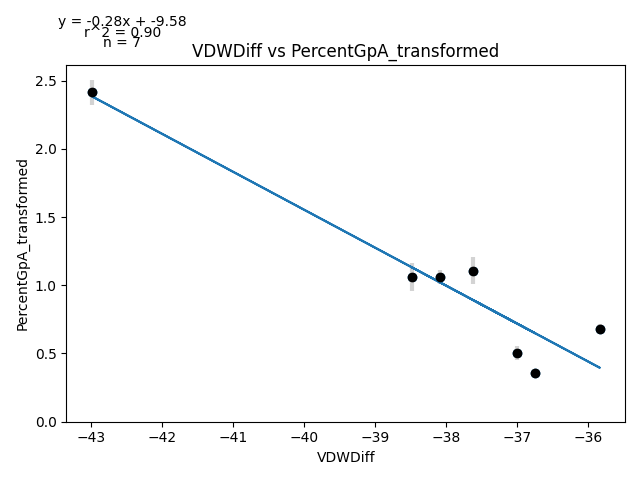 y = -0.28x + -9.58
r^2 = 0.90
n = 7
VDWDiff vs PercentGpA_transformed
PercentGpA_transformed
2.5
2.0
1.5
1.0
0.5
0.0
−43
−42
−41
−40
−39
−38
−37
−36
VDWDiff